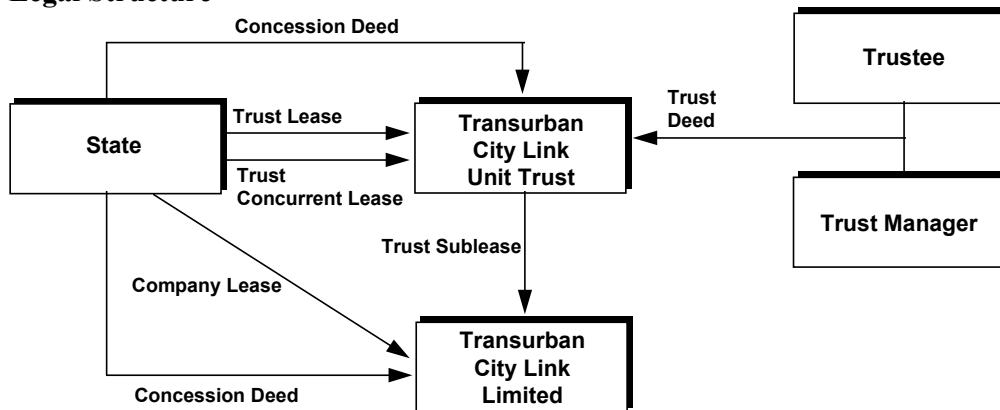 Legal Structure
Concession Deed
Trustee
Trust
Deed
State
Trust Lease
Transurban
City Link
Unit Trust
Trust
Concurrent Lease
Trust Manager
Trust Sublease
Company Lease
Transurban
City Link
Limited
Concession Deed